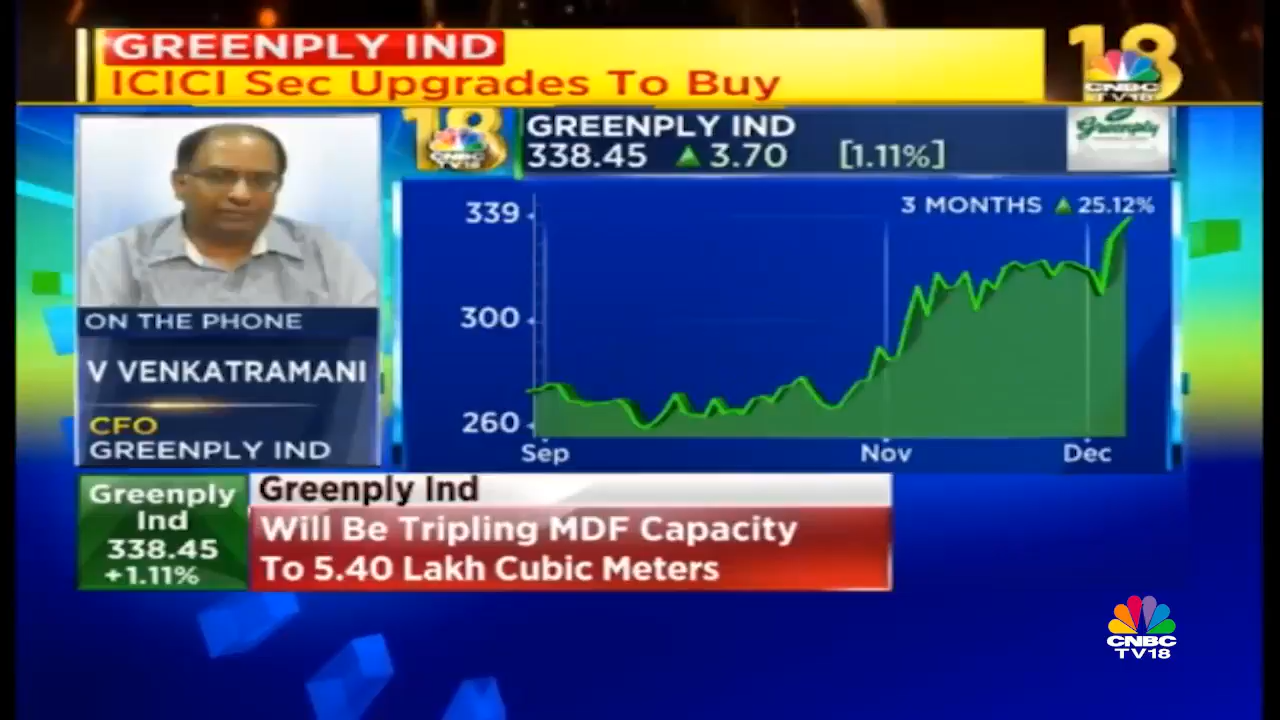 GREENPLY IND
ICICI Sec Upgrades To Buy
18
CNBC
TV18
18
CNBC
TV18
GREENPLY IND
338.45 ▲ 3.70 [1.11%]
Greenply
3 MONTHS ▲ 25.12%
339
300
260
Sep Nov Dec
ON THE PHONE
V VENKATRAMANI
CFO
GREENPLY IND
Greenply
Ind
338.45
+1.11%
Greenply Ind
Will Be Tripling MDF Capacity
To 5.40 Lakh Cubic Meters
CNBC
TV18